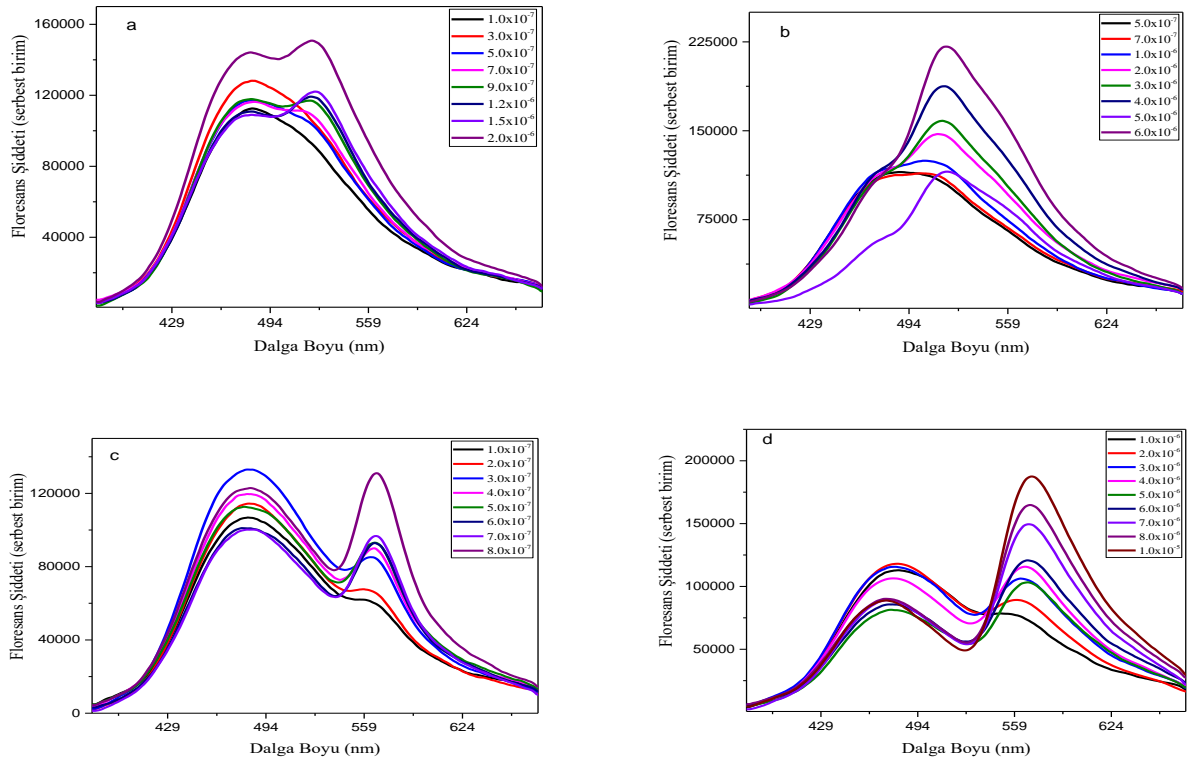 a
160000
120000
80000
40000
429
494
559
624
Floresans Şiddeti (serbest birim)
Dalga Boyu (nm)
1.0x10⁻⁷
3.0x10⁻⁷
5.0x10⁻⁷
7.0x10⁻⁷
9.0x10⁻⁷
1.2x10⁻⁶
1.5x10⁻⁶
2.0x10⁻⁶
b
225000
150000
75000
429
494
559
624
Floresans Şiddeti (serbest birim)
Dalga Boyu (nm)
5.0x10⁻⁷
7.0x10⁻⁷
1.0x10⁻⁶
2.0x10⁻⁶
3.0x10⁻⁶
4.0x10⁻⁶
5.0x10⁻⁶
6.0x10⁻⁶
c
120000
80000
40000
0
429
494
559
624
Floresans Şiddeti (serbest birim)
Dalga Boyu (nm)
1.0x10⁻⁷
2.0x10⁻⁷
3.0x10⁻⁷
4.0x10⁻⁷
5.0x10⁻⁷
6.0x10⁻⁷
7.0x10⁻⁷
8.0x10⁻⁷
d
200000
150000
100000
50000
429
494
559
624
Floresans Şiddeti (serbest birim)
Dalga Boyu (nm)
1.0x10⁻⁶
2.0x10⁻⁶
3.0x10⁻⁶
4.0x10⁻⁶
5.0x10⁻⁶
6.0x10⁻⁶
7.0x10⁻⁶
8.0x10⁻⁶
1.0x10⁻⁵